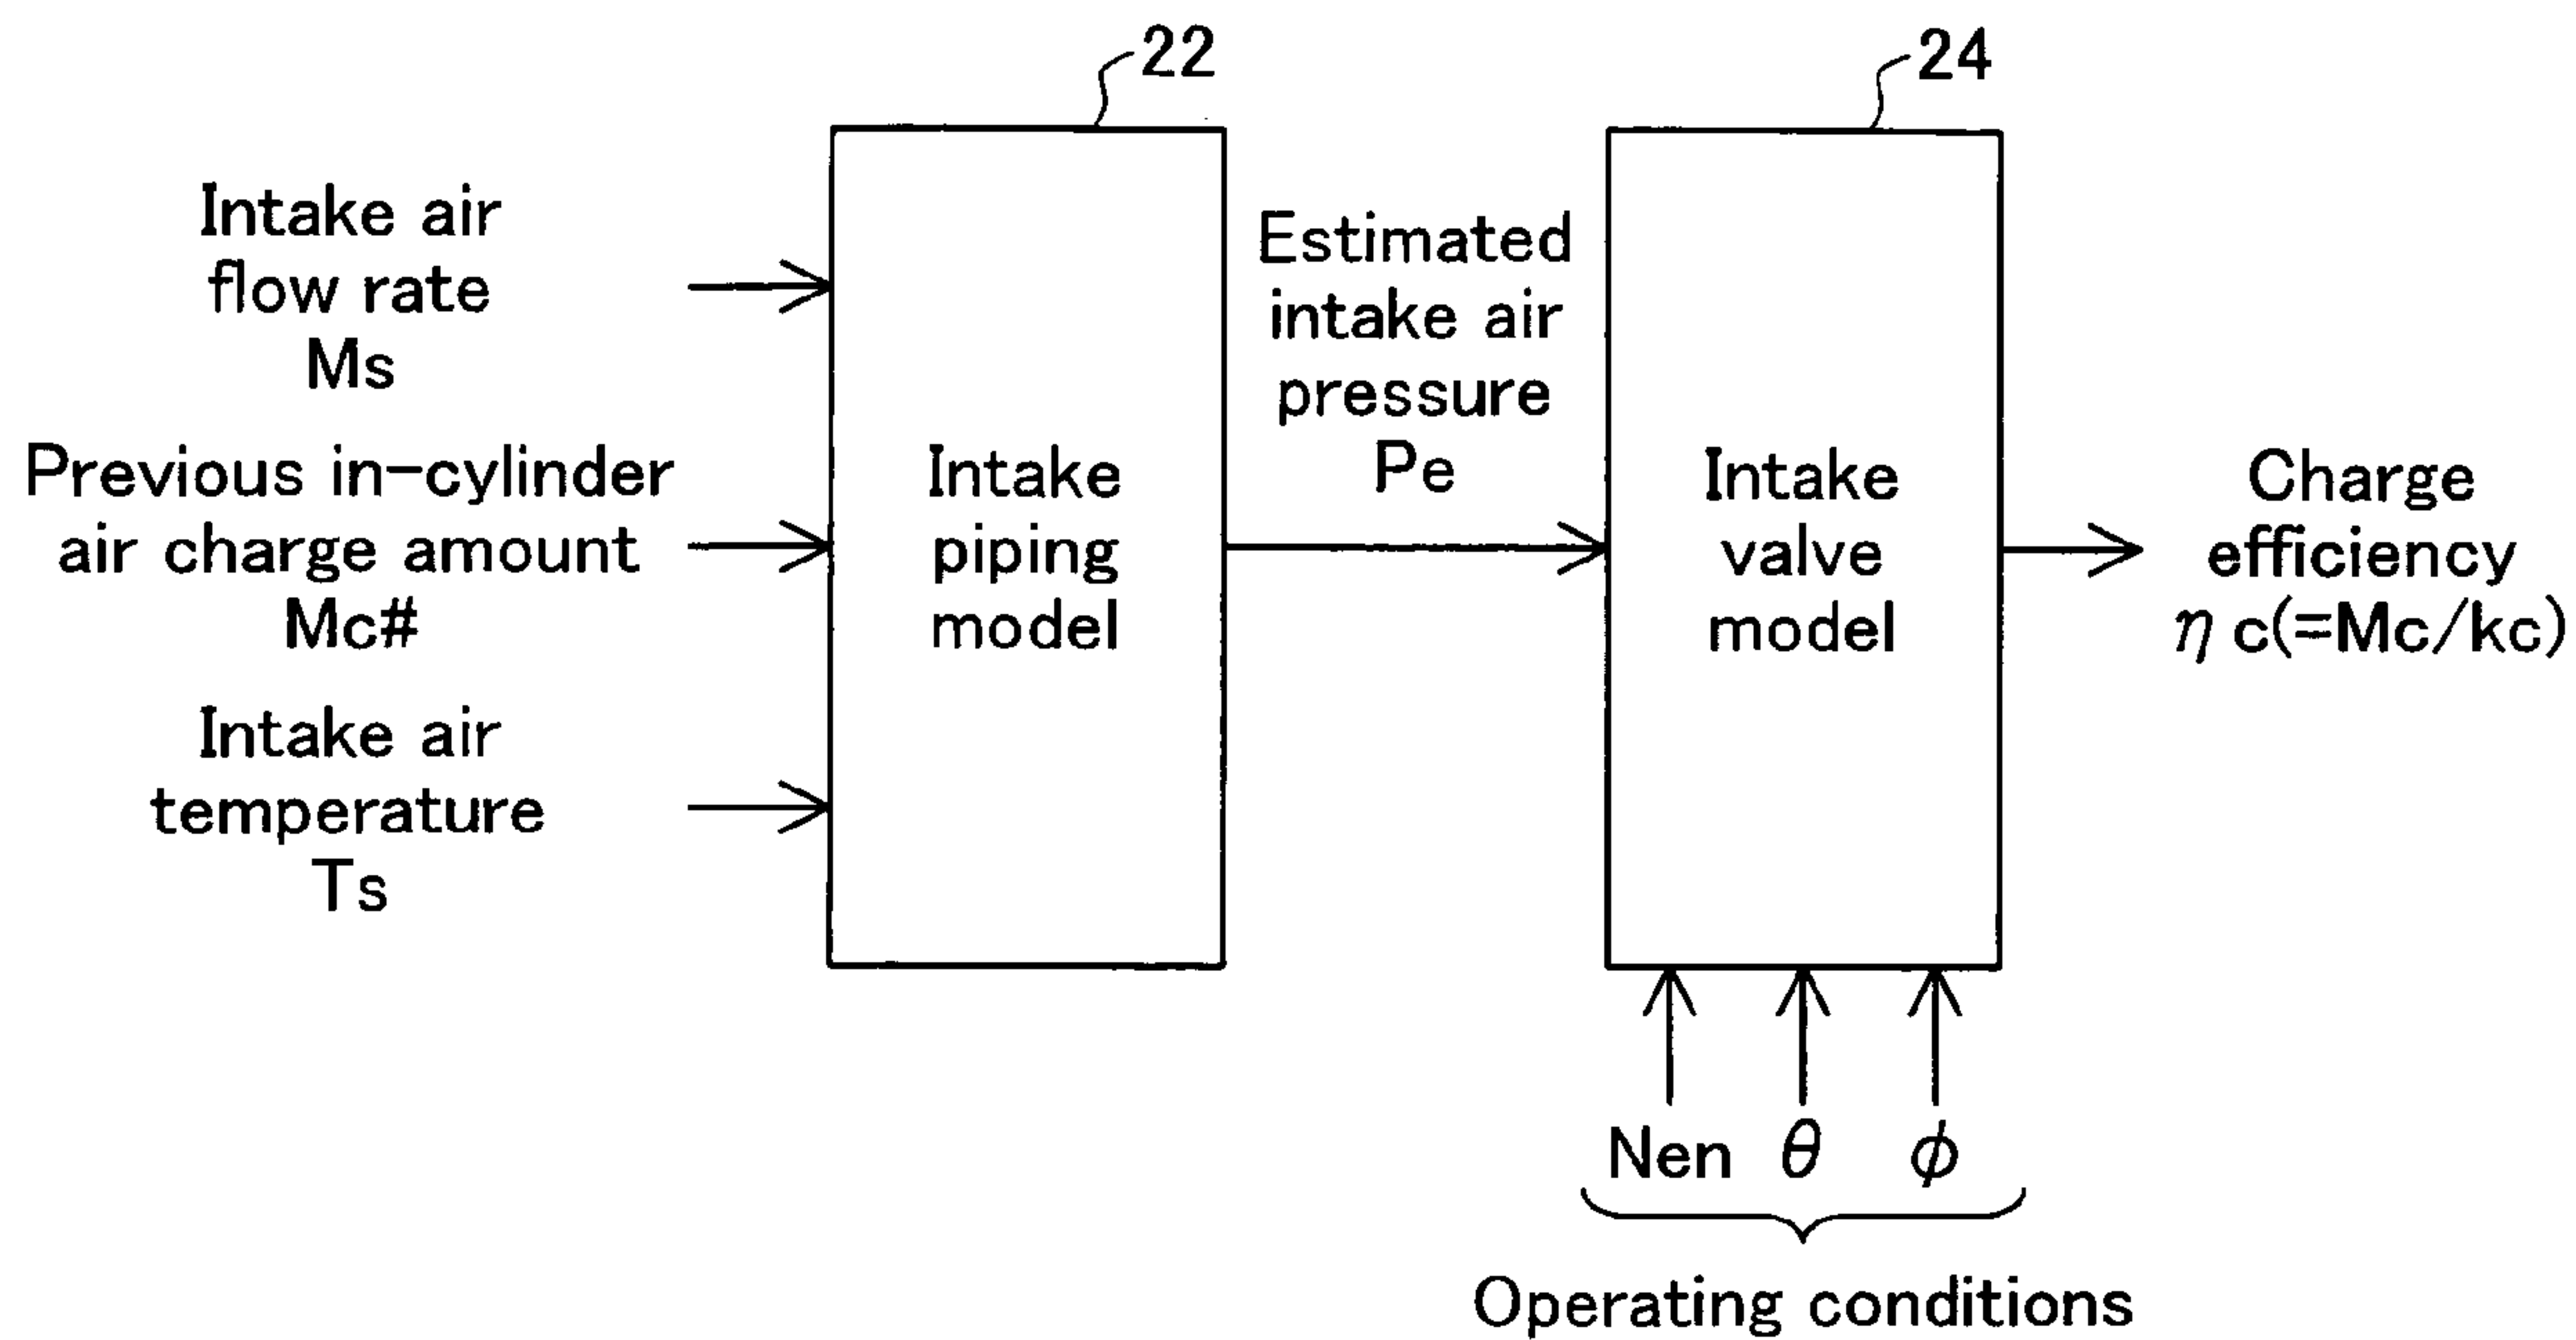 22
24
Intake air
flow rate
Ms
Previous in-cylinder
air charge amount
Mc#
Intake air
temperature
Ts
Intake
piping
model
Estimated
intake air
pressure
Pe
Intake
valve
model
Charge
efficiency
η c(=Mc/kc)
Nen θ ϕ
Operating conditions